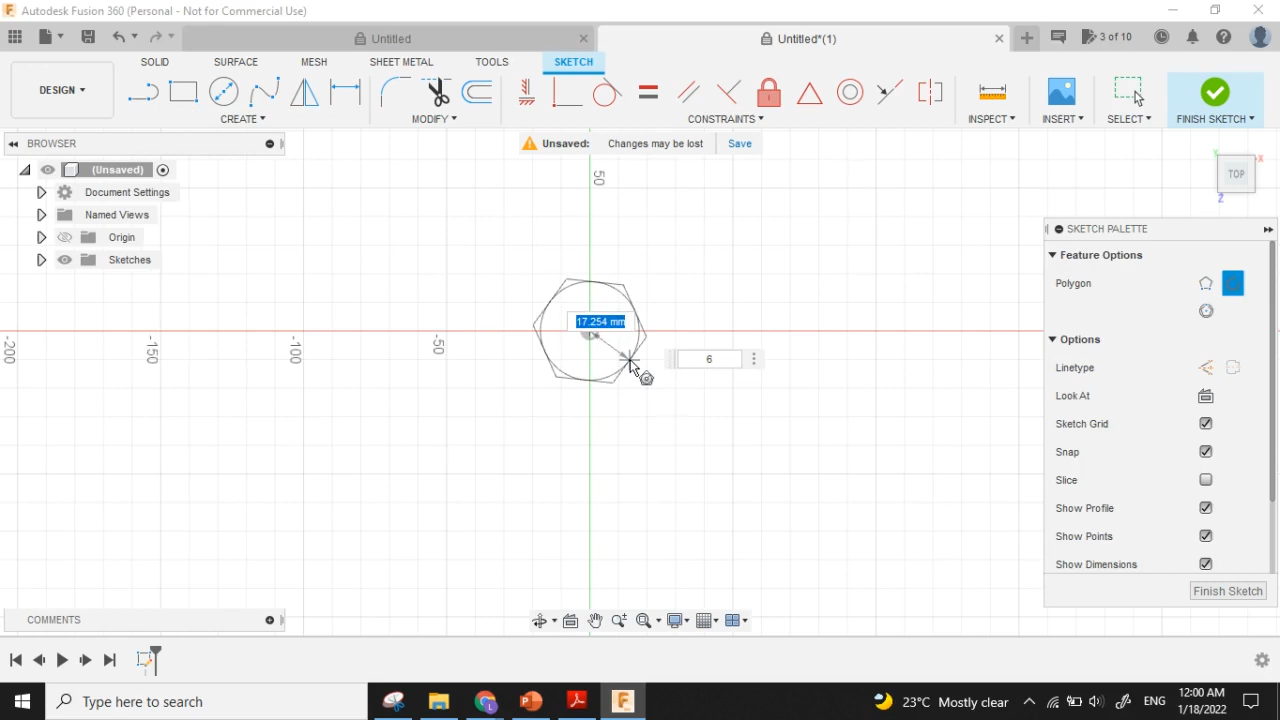 Autodesk Fusion 360 (Personal - Not for Commercial Use)
Untitled
Untitled*(1)
3 of 10
DESIGN
SOLID SURFACE MESH SHEET METAL TOOLS SKETCH
CREATE MODIFY CONSTRAINTS INSPECT INSERT SELECT FINISH SKETCH
BROWSER
Unsaved: Changes may be lost Save
(Unsaved)
Document Settings
Named Views
Origin
Sketches
50
-200
-150
-100
-50
17.254 mm
6
TOP
X
Y
Z
SKETCH PALETTE
Feature Options
Polygon
Options
Linetype
Look At
Sketch Grid
Snap
Slice
Show Profile
Show Points
Show Dimensions
Finish Sketch
COMMENTS
Type here to search
23°C Mostly clear
ENG
12:00 AM
1/18/2022